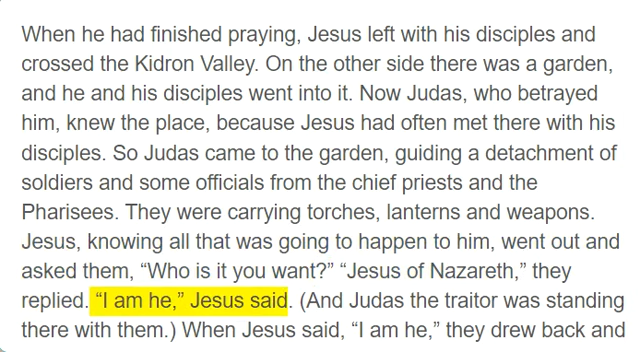 When he had finished praying, Jesus left with his disciples and
crossed the Kidron Valley. On the other side there was a garden,
and he and his disciples went into it. Now Judas, who betrayed
him, knew the place, because Jesus had often met there with his
disciples. So Judas came to the garden, guiding a detachment of
soldiers and some officials from the chief priests and the
Pharisees. They were carrying torches, lanterns and weapons.
Jesus, knowing all that was going to happen to him, went out and
asked them, “Who is it you want?” “Jesus of Nazareth,” they
replied. “I am he,” Jesus said. (And Judas the traitor was standing
there with them.) When Jesus said, “I am he,” they drew back and